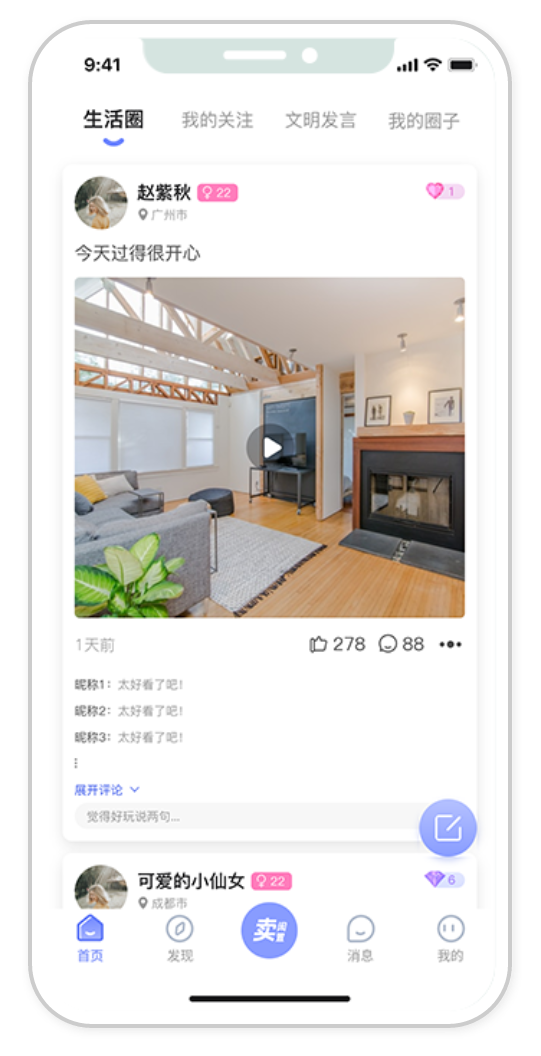 9:41
生活圈 我的关注 文明发言 我的圈子
赵紫秋 22
1
广州市
今天过得很开心
1天前 278 88
昵称1：太好看了吧！
昵称2：太好看了吧！
昵称3：太好看了吧！
展开评论
觉得好玩说两句...
可爱的小仙女 22
6
成都市
卖闲置
首页 发现 消息 我的